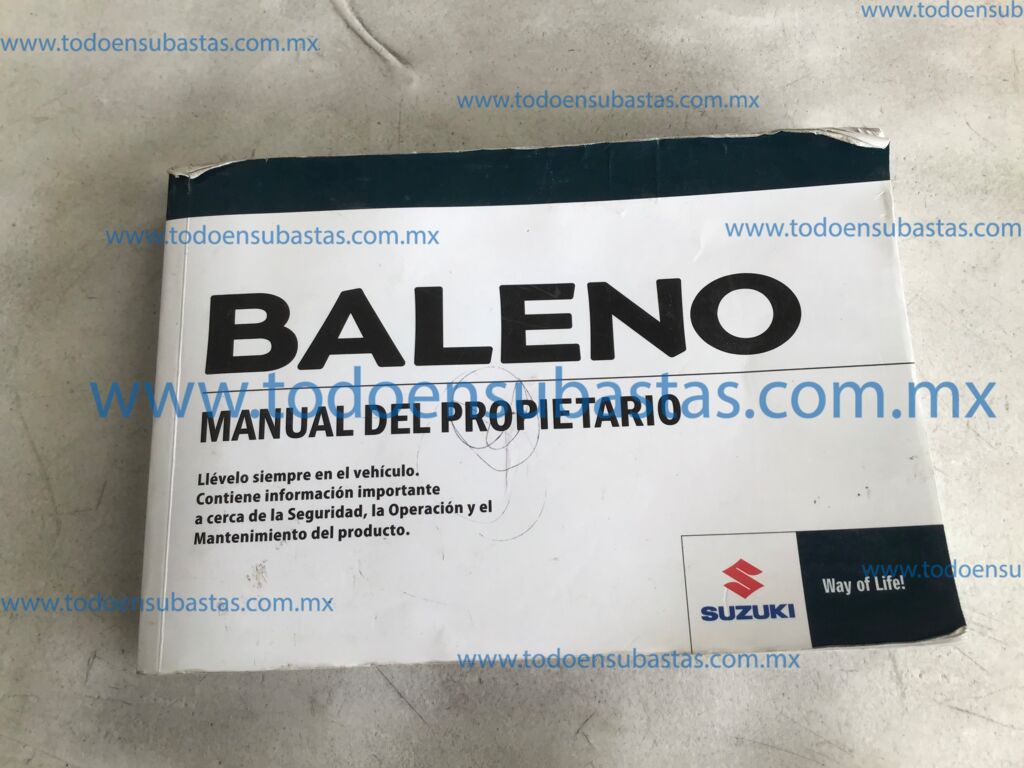 www.todoensub
www.todoensubastas.com.mx
www.todoensubastas.com.mx
www.todoensubastas.com.mx
www.todoensubastas.com
BALENO
www.todoensubastas.com.mx
MANUAL DEL PROPIETARIO
Llévelo siempre en el vehículo.
Contiene información importante
a cerca de la Seguridad, la Operación y el
Mantenimiento del producto.
www.todoensu
Way of Life!
SUZUKI
www.todoensubastas.com.mx
www.todoensubastas.com.mx